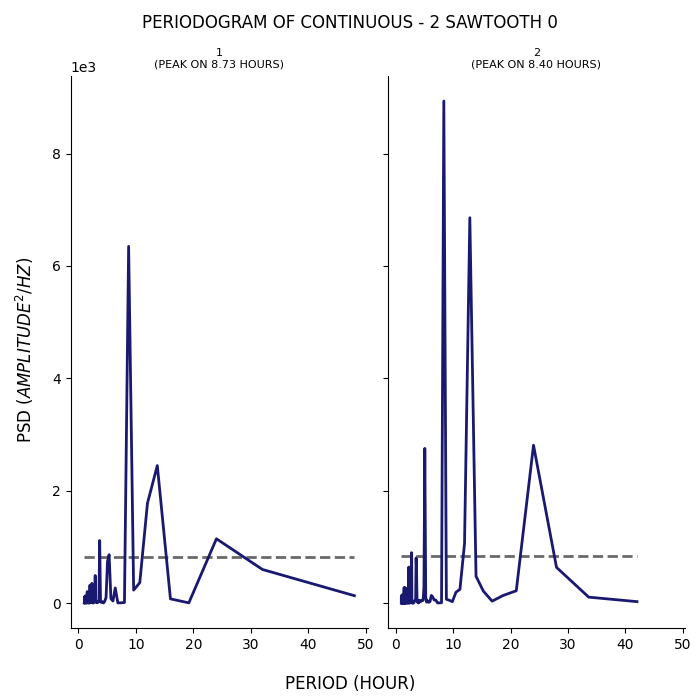 PERIODOGRAM OF CONTINUOUS - 2 SAWTOOTH 0
1
(PEAK ON 8.73 HOURS)
2
(PEAK ON 8.40 HOURS)
1e3
8
6
4
2
0
PSD (AMPLITUDE²/HZ)
0 10 20 30 40 50
0 10 20 30 40 50
PERIOD (HOUR)